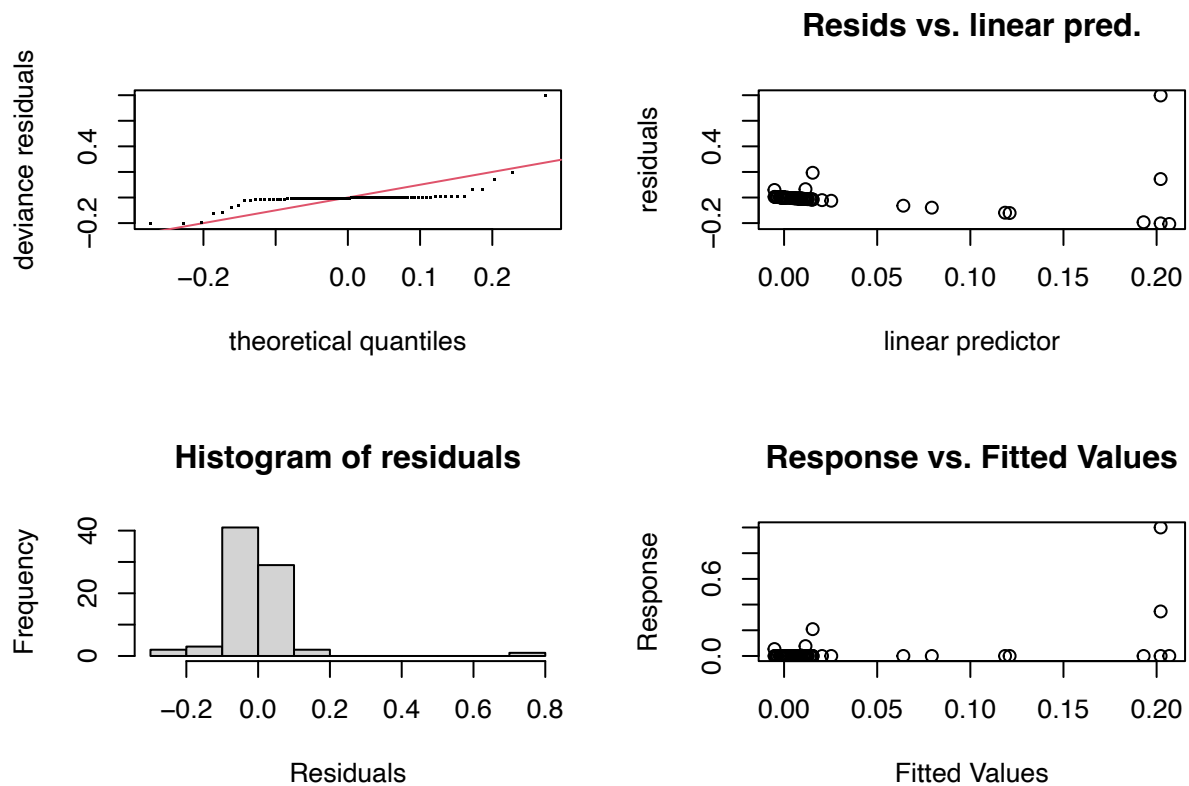 deviance residuals
−0.2
0.4
−0.2
0.0
0.1
0.2
theoretical quantiles
Resids vs. linear pred.
residuals
−0.2
0.4
0.00
0.05
0.10
0.15
0.20
linear predictor
Histogram of residuals
Frequency
0
20
40
−0.2
0.0
0.2
0.4
0.6
0.8
Residuals
Response vs. Fitted Values
Response
0.0
0.6
0.00
0.05
0.10
0.15
0.20
Fitted Values